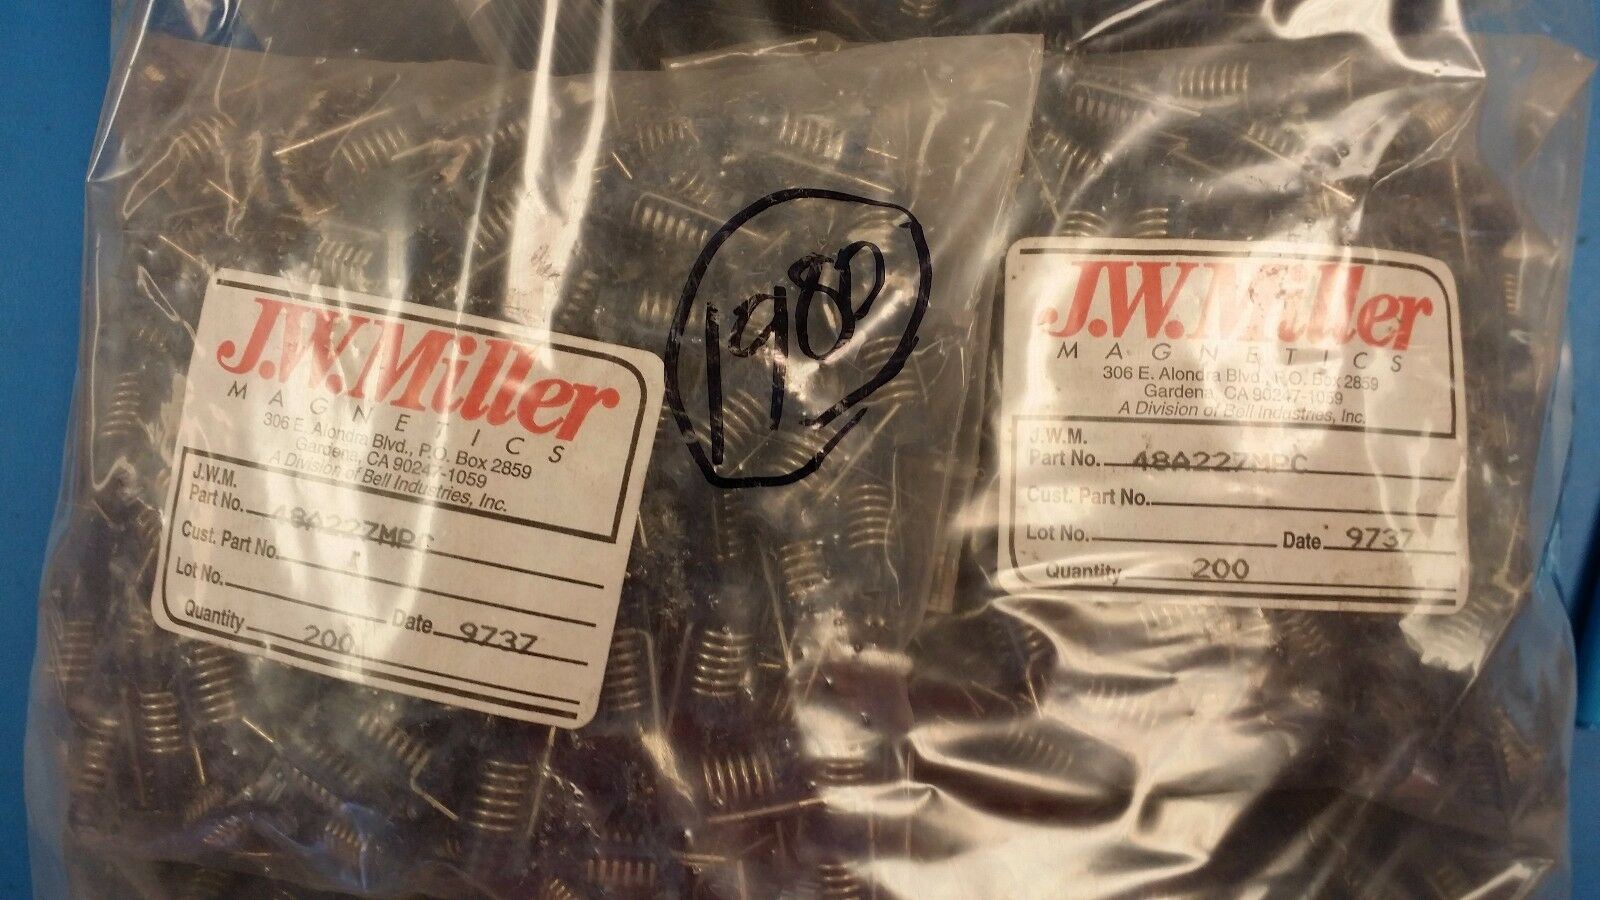 J.W.Miller
MAGNETICS
306 E. Alondra Blvd., P.O. Box 2859
Gardena, CA 90247-1059
A Division of Bell Industries, Inc.
J.W.M.
Part No. 48A227MPC
Cust. Part No.
Lot No.
Quantity 200 Date 9737
1980
J.W.Miller
MAGNETICS
306 E. Alondra Blvd., P.O. Box 2859
Gardena, CA 90247-1059
A Division of Bell Industries, Inc.
J.W.M.
Part No. 48A227MPC
Cust. Part No.
Lot No. Date 9737
Quantity 200